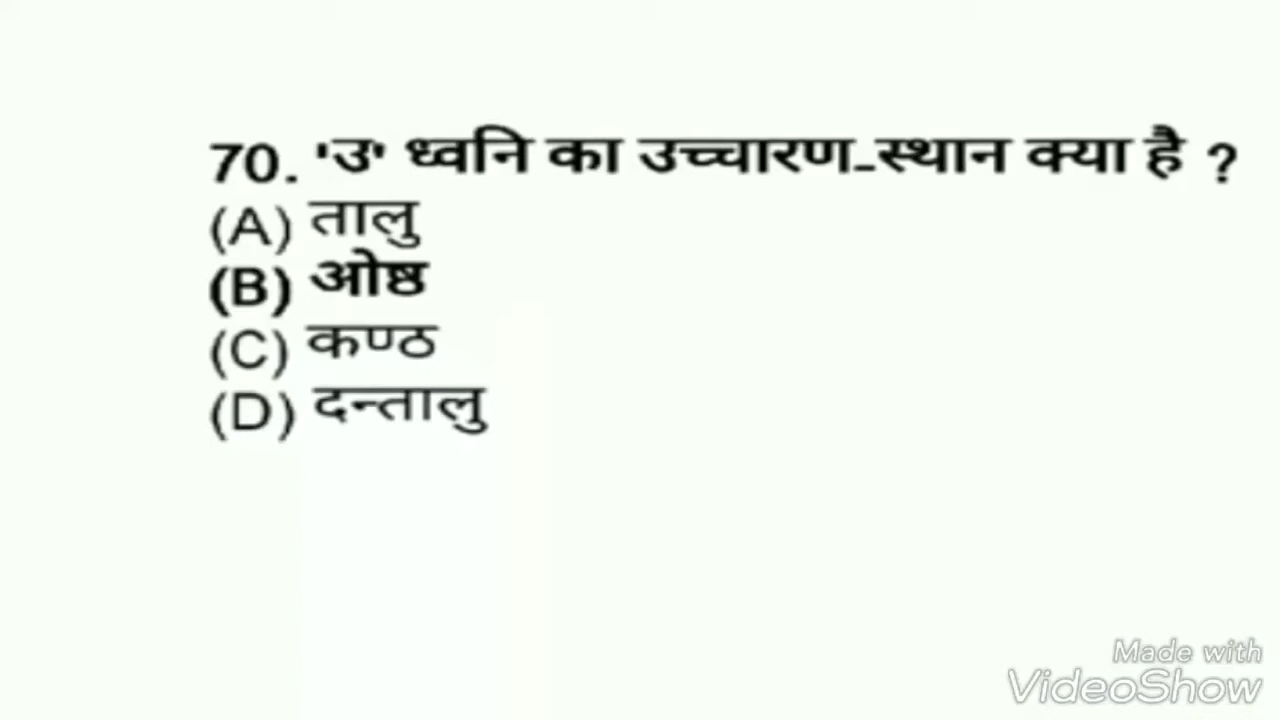 70. 'उ' ध्वनि का उच्चारण-स्थान क्या है ?
(A) तालु
(B) ओष्ठ
(C) कण्ठ
(D) दन्तालु
Made with
VideoShow